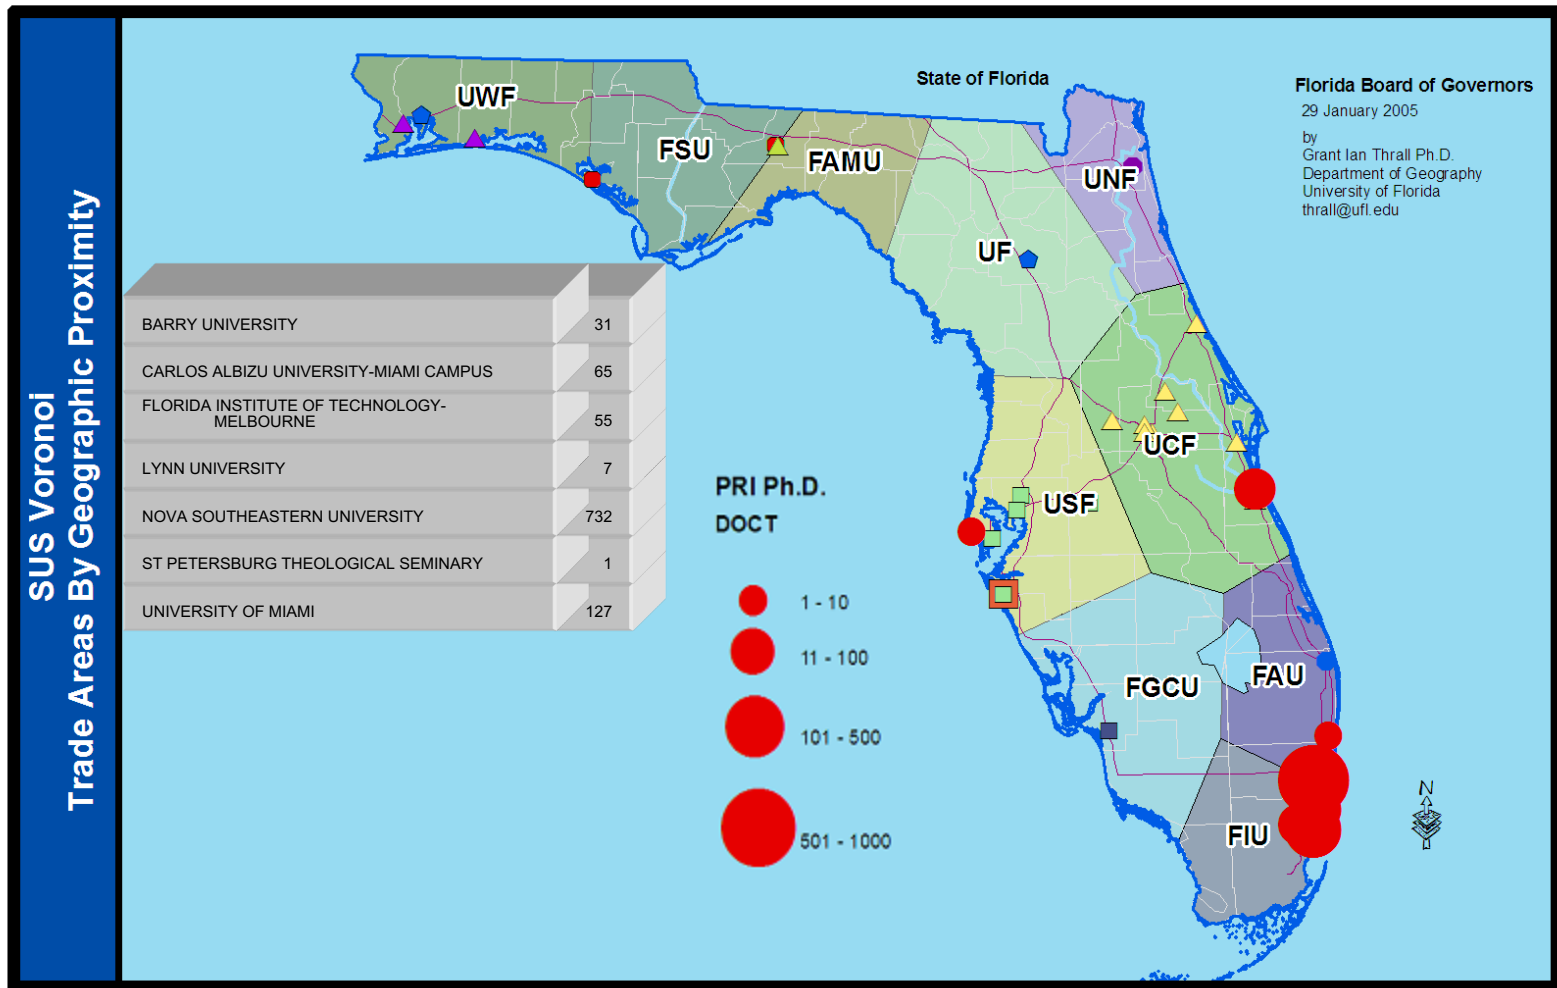 SUS Voronoi
Trade Areas By Geographic Proximity
State of Florida
Florida Board of Governors
29 January 2005
by
Grant Ian Thrall Ph.D.
Department of Geography
University of Florida
thrall@ufl.edu
UWF
FSU
FAMU
UNF
UF
UCF
USF
FGCU
FAU
FIU
BARRY UNIVERSITY 31
CARLOS ALBIZU UNIVERSITY-MIAMI CAMPUS 65
FLORIDA INSTITUTE OF TECHNOLOGY-
MELBOURNE 55
LYNN UNIVERSITY 7
NOVA SOUTHEASTERN UNIVERSITY 732
ST PETERSBURG THEOLOGICAL SEMINARY 1
UNIVERSITY OF MIAMI 127
PRI Ph.D.
DOCT
1 - 10
11 - 100
101 - 500
501 - 1000
N